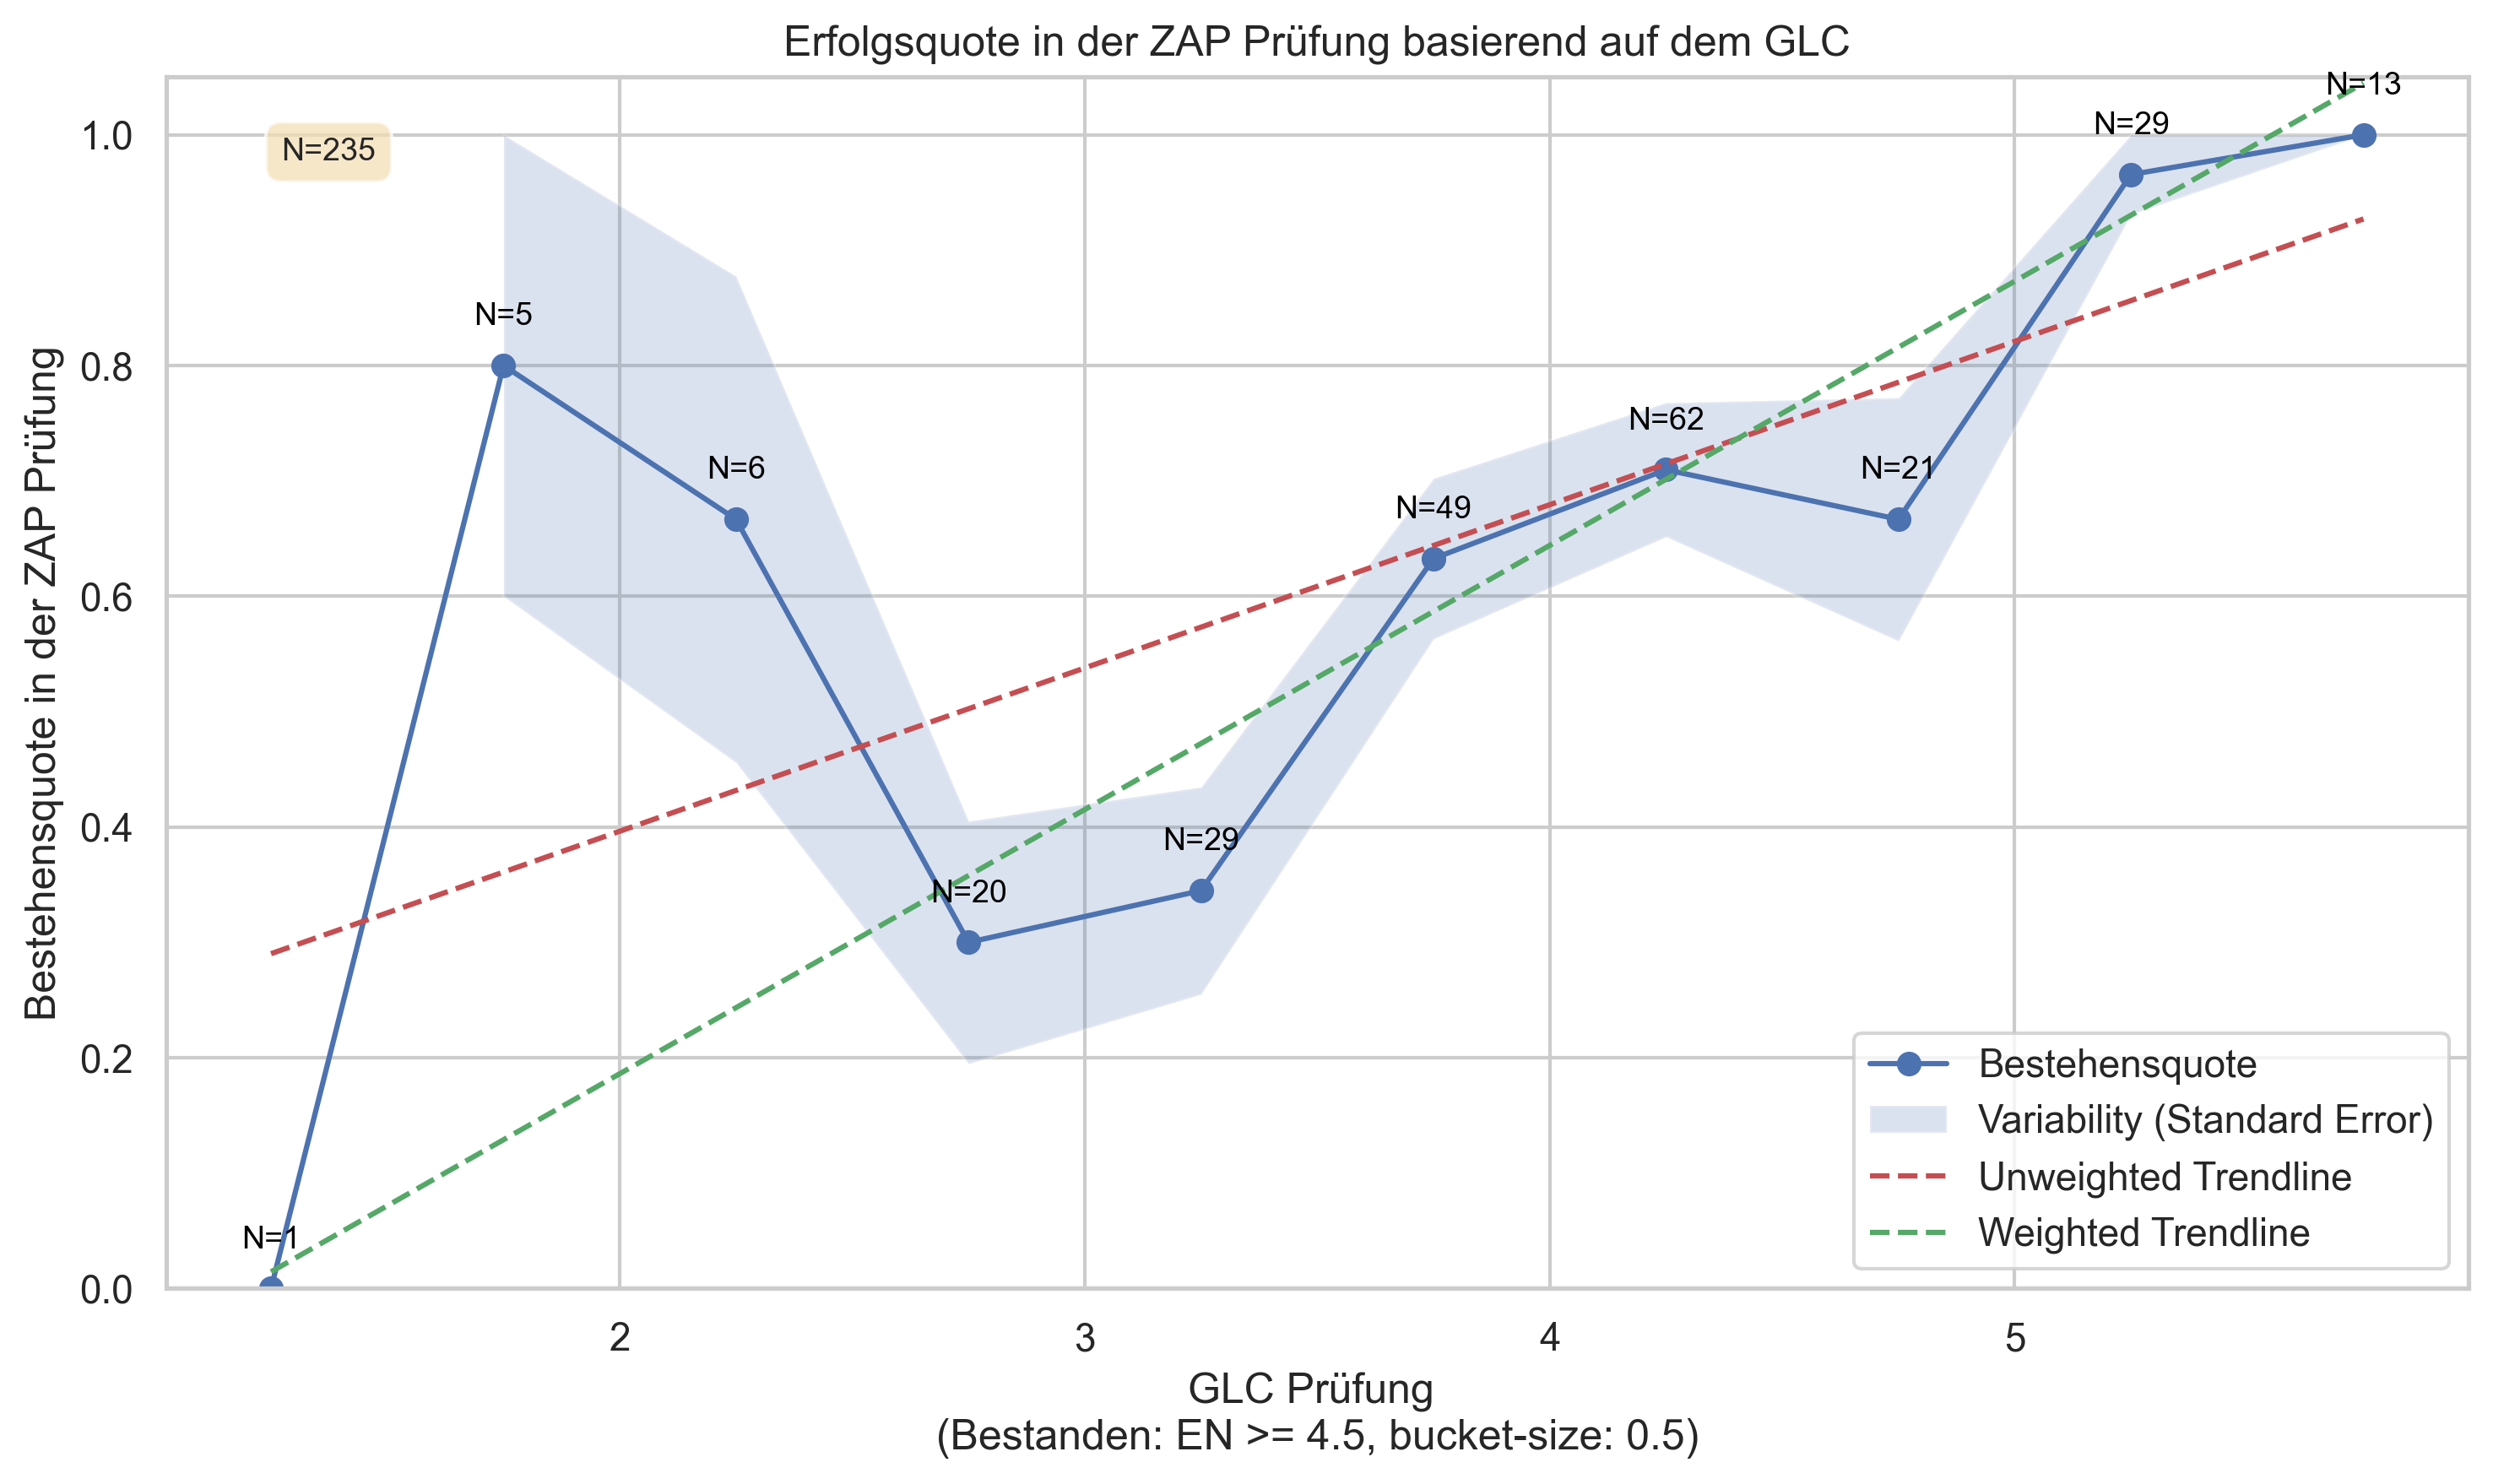 Erfolgsquote in der ZAP Prüfung basierend auf dem GLC
Bestehensquote in der ZAP Prüfung
1.0
0.8
0.6
0.4
0.2
0.0
N=235
N=1
N=5
N=6
N=20
N=29
N=49
N=62
N=21
N=29
N=13
Bestehensquote
Variability (Standard Error)
Unweighted Trendline
Weighted Trendline
2
3
4
5
GLC Prüfung
(Bestanden: EN >= 4.5, bucket-size: 0.5)